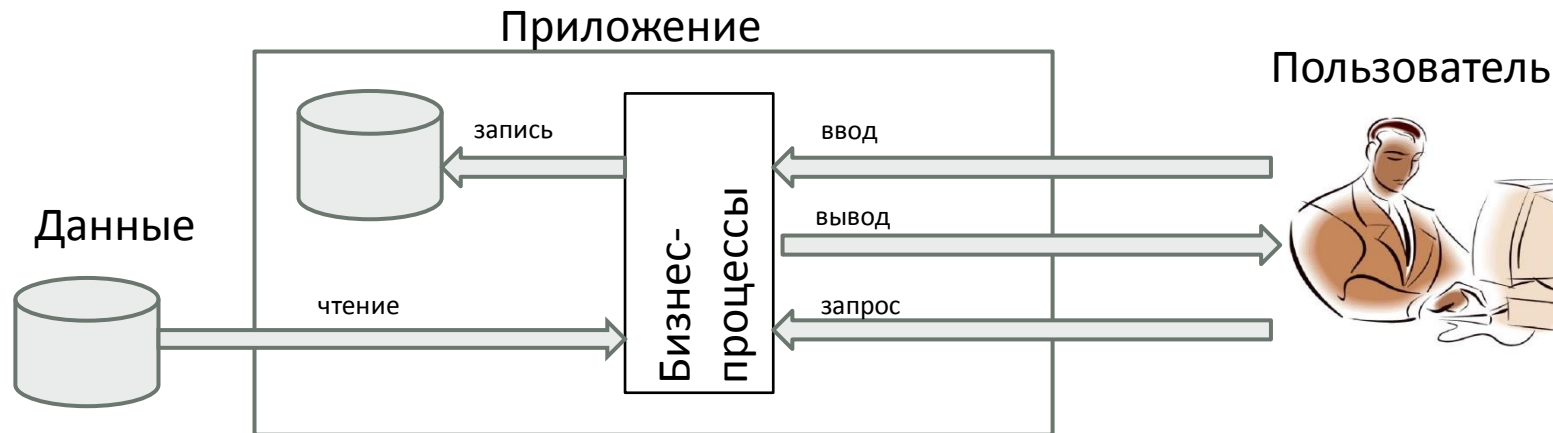 Приложение
Пользователь
запись
ввод
Данные
вывод
Бизнес-
процессы
чтение
запрос